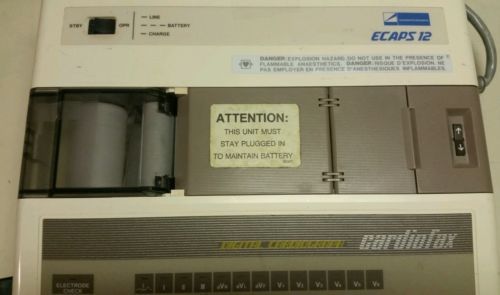 STBY OPR
LINE
BATTERY
CHARGE
ECAPS 12
DANGER: EXPLOSION HAZARD. DO NOT USE IN THE PRESENCE OF
FLAMMABLE ANAESTHETICS. DANGER: RISQUE D'EXPLOSION. NE
PAS EMPLOYER EN PRESENCE D'ANESTHESIQUES INFLAMMABLES.
ATTENTION:
THIS UNIT MUST
STAY PLUGGED IN
TO MAINTAIN BATTERY
DIGITAL CARDIOGRAPH cardiofax
ELECTRODE
CHECK
I II III aVR aVL aVF V1 V2 V3 V4 V5 V6